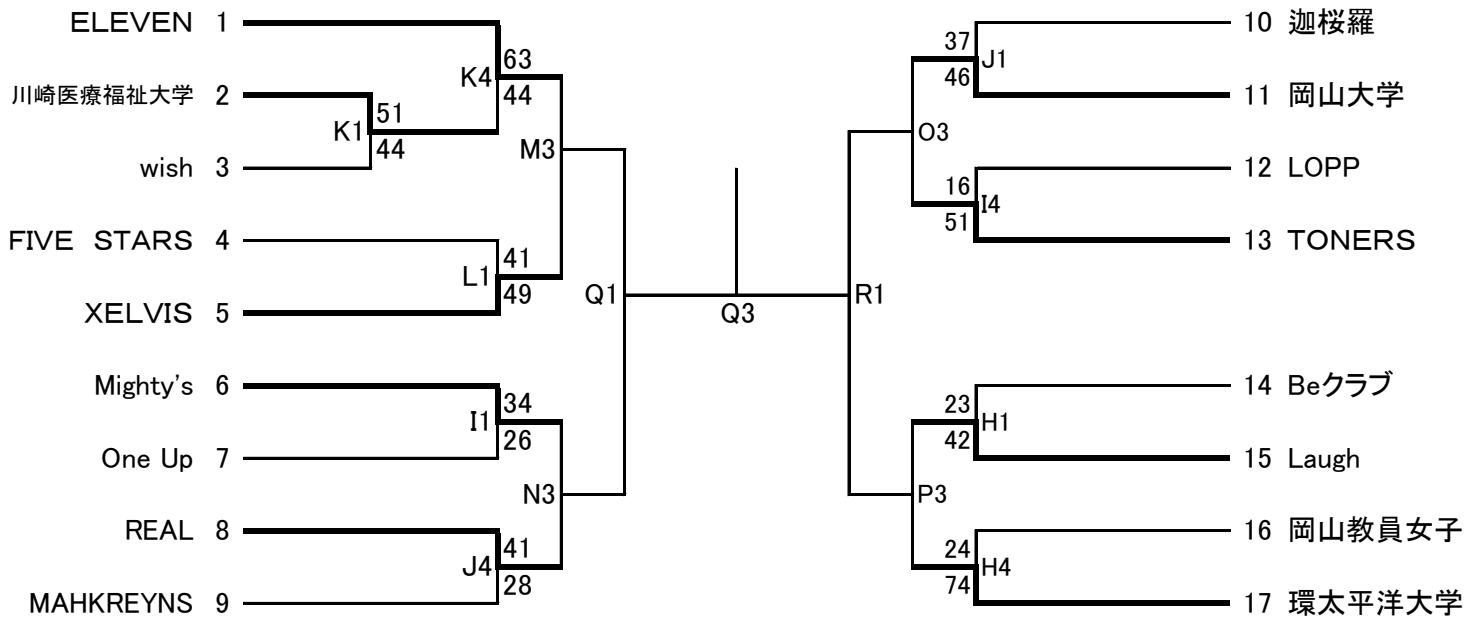 ELEVEN 1
川崎医療福祉大学 2
wish 3
FIVE STARS 4
XELVIS 5
Mighty's 6
One Up 7
REAL 8
MAHKREYNS 9
K1
51
44
K4
63
44
L1
41
49
I1
34
26
J4
41
28
M3
N3
Q1
Q3
R1
O3
P3
37
46
J1
16
51
I4
23
42
H1
24
74
H4
10 迦桜羅
11 岡山大学
12 LOPP
13 TONERS
14 Beクラブ
15 Laugh
16 岡山教員女子
17 環太平洋大学